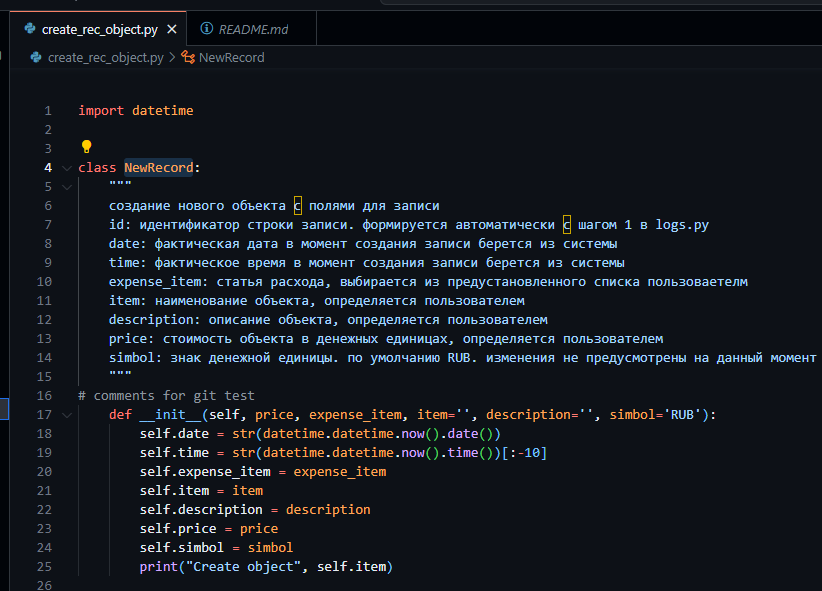 create_rec_object.py
README.md
create_rec_object.py > NewRecord
1 import datetime
2
3
4 class NewRecord:
5 """
6 создание нового объекта с полями для записи
7 id: идентификатор строки записи. формируется автоматически с шагом 1 в logs.py
8 date: фактическая дата в момент создания записи берется из системы
9 time: фактическое время в момент создания записи берется из системы
10 expense_item: статья расхода, выбирается из предустановленного списка пользоваетелм
11 item: наименование объекта, определяется пользователем
12 description: описание объекта, определяется пользователем
13 price: стоимость объекта в денежных единицах, определяется пользователем
14 simbol: знак денежной единицы. по умолчанию RUB. изменения не предусмотрены на данный момент
15 """
16 # comments for git test
17 def __init__(self, price, expense_item, item='', description='', simbol='RUB'):
18 self.date = str(datetime.datetime.now().date())
19 self.time = str(datetime.datetime.now().time())[:-10]
20 self.expense_item = expense_item
21 self.item = item
22 self.description = description
23 self.price = price
24 self.simbol = simbol
25 print("Create object", self.item)
26